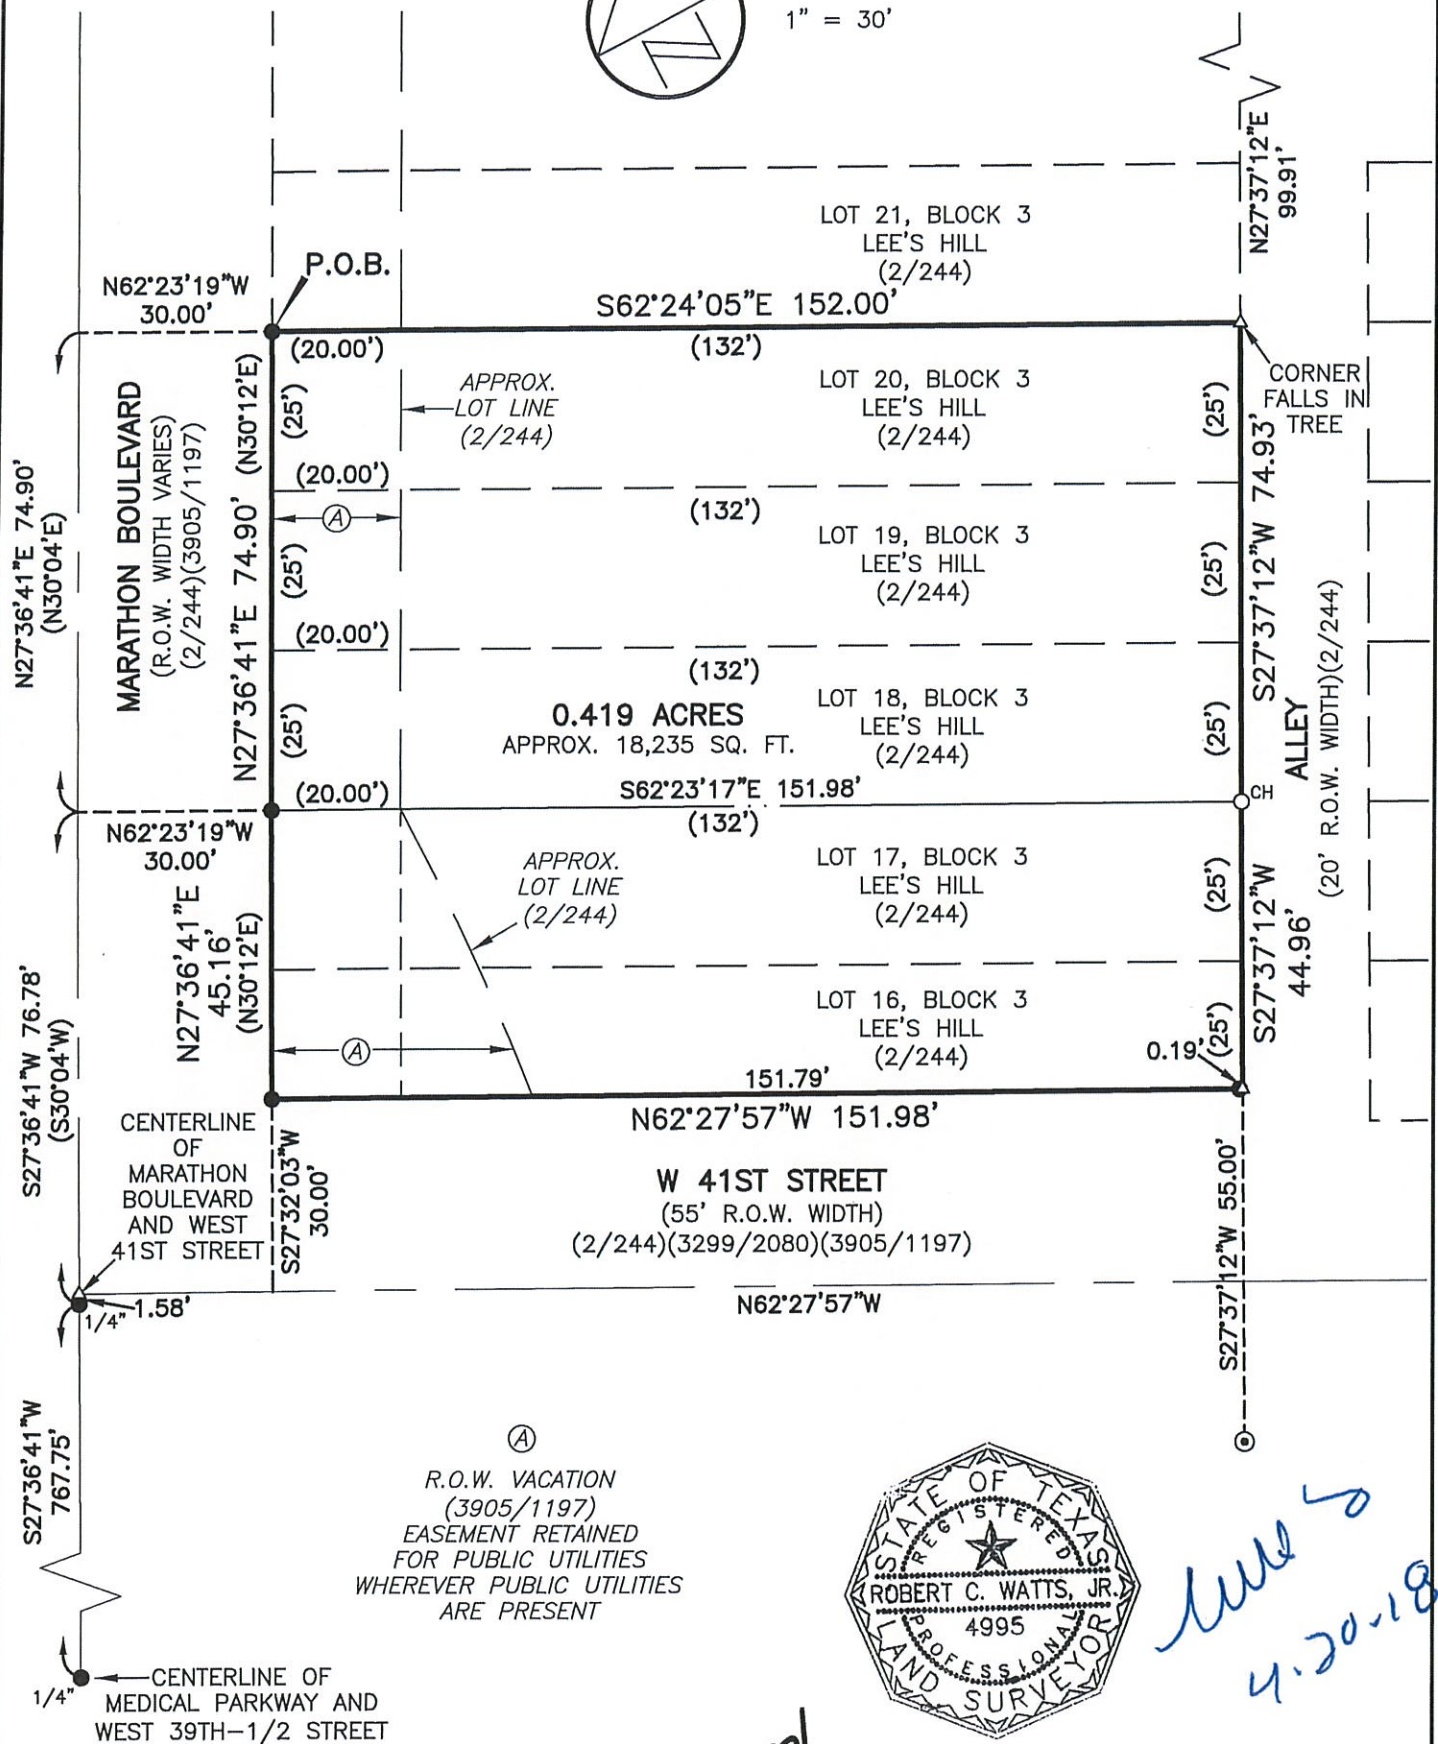 1" = 30'
N27°37'12"E
99.91'
LOT 21, BLOCK 3
LEE'S HILL
(2/244)
P.O.B.
N62°23'19"W
30.00'
S62°24'05"E 152.00'
(20.00')
(132')
CORNER
FALLS IN
TREE
APPROX.
LOT LINE
(2/244)
LOT 20, BLOCK 3
LEE'S HILL
(2/244)
(25')
(25')
MARATHON BOULEVARD
(R.O.W. WIDTH VARIES)
(2/244)(3905/1197)
N27°36'41"E 74.90'
(N30°04'E)
N27°36'41"E 74.90' (N30°12'E)
S27°37'12"W 74.93'
(20.00')
(132')
A
LOT 19, BLOCK 3
LEE'S HILL
(2/244)
(25')
(25')
(20.00')
(132')
0.419 ACRES
APPROX. 18,235 SQ. FT.
LOT 18, BLOCK 3
LEE'S HILL
(2/244)
(25')
(25')
ALLEY
(20' R.O.W. WIDTH)(2/244)
(20.00')
S62°23'17"E 151.98'
(132')
CH
N62°23'19"W
30.00'
APPROX.
LOT LINE
(2/244)
LOT 17, BLOCK 3
LEE'S HILL
(2/244)
(25')
N27°36'41"E
45.16'
(N30°12'E)
S27°37'12"W
44.96'
LOT 16, BLOCK 3
LEE'S HILL
(2/244)
A
0.19'
(25')
S27°36'41"W 76.78'
(S30°04'W)
151.79'
N62°27'57"W 151.98'
CENTERLINE
OF
MARATHON
BOULEVARD
AND WEST
41ST STREET
S27°32'03"W
30.00'
W 41ST STREET
(55' R.O.W. WIDTH)
(2/244)(3299/2080)(3905/1197)
S27°37'12"W 55.00'
N62°27'57"W
1/4"
1.58'
S27°36'41"W
767.75'
A
R.O.W. VACATION
(3905/1197)
EASEMENT RETAINED
FOR PUBLIC UTILITIES
WHEREVER PUBLIC UTILITIES
ARE PRESENT
STATE OF TEXAS
REGISTERED
ROBERT C. WATTS, JR.
4995
PROFESSIONAL
LAND SURVEYOR
4.20.18
1/4"
CENTERLINE OF
MEDICAL PARKWAY AND
WEST 39TH-1/2 STREET